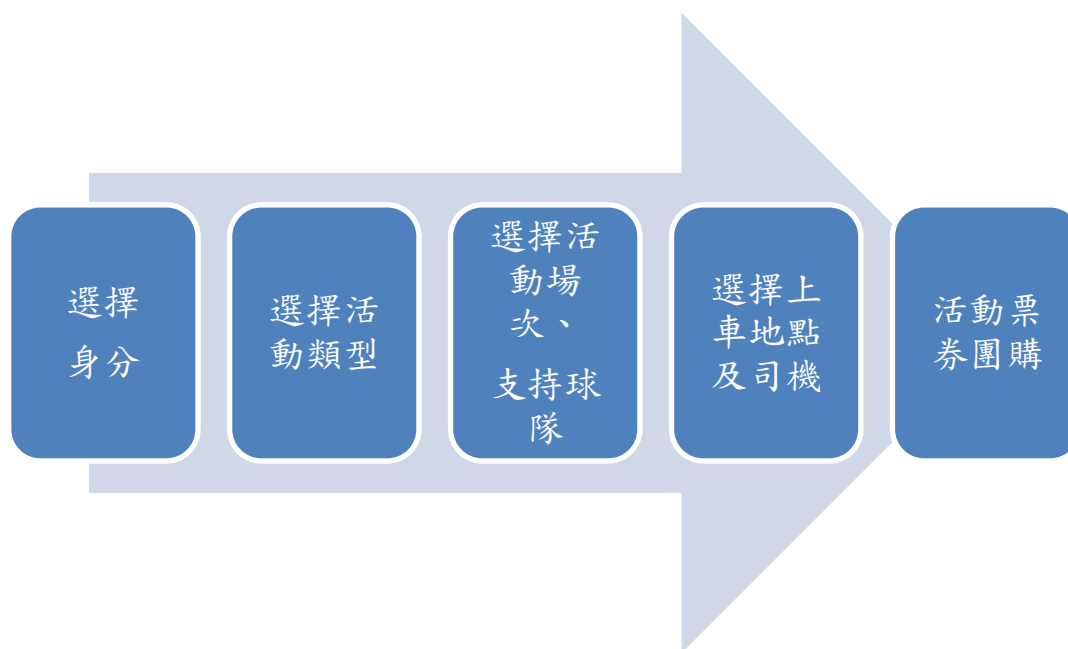 選擇
身分
選擇活
動類型
選擇活
動場
次、
支持球
隊
選擇上
車地點
及司機
活動票
券團購